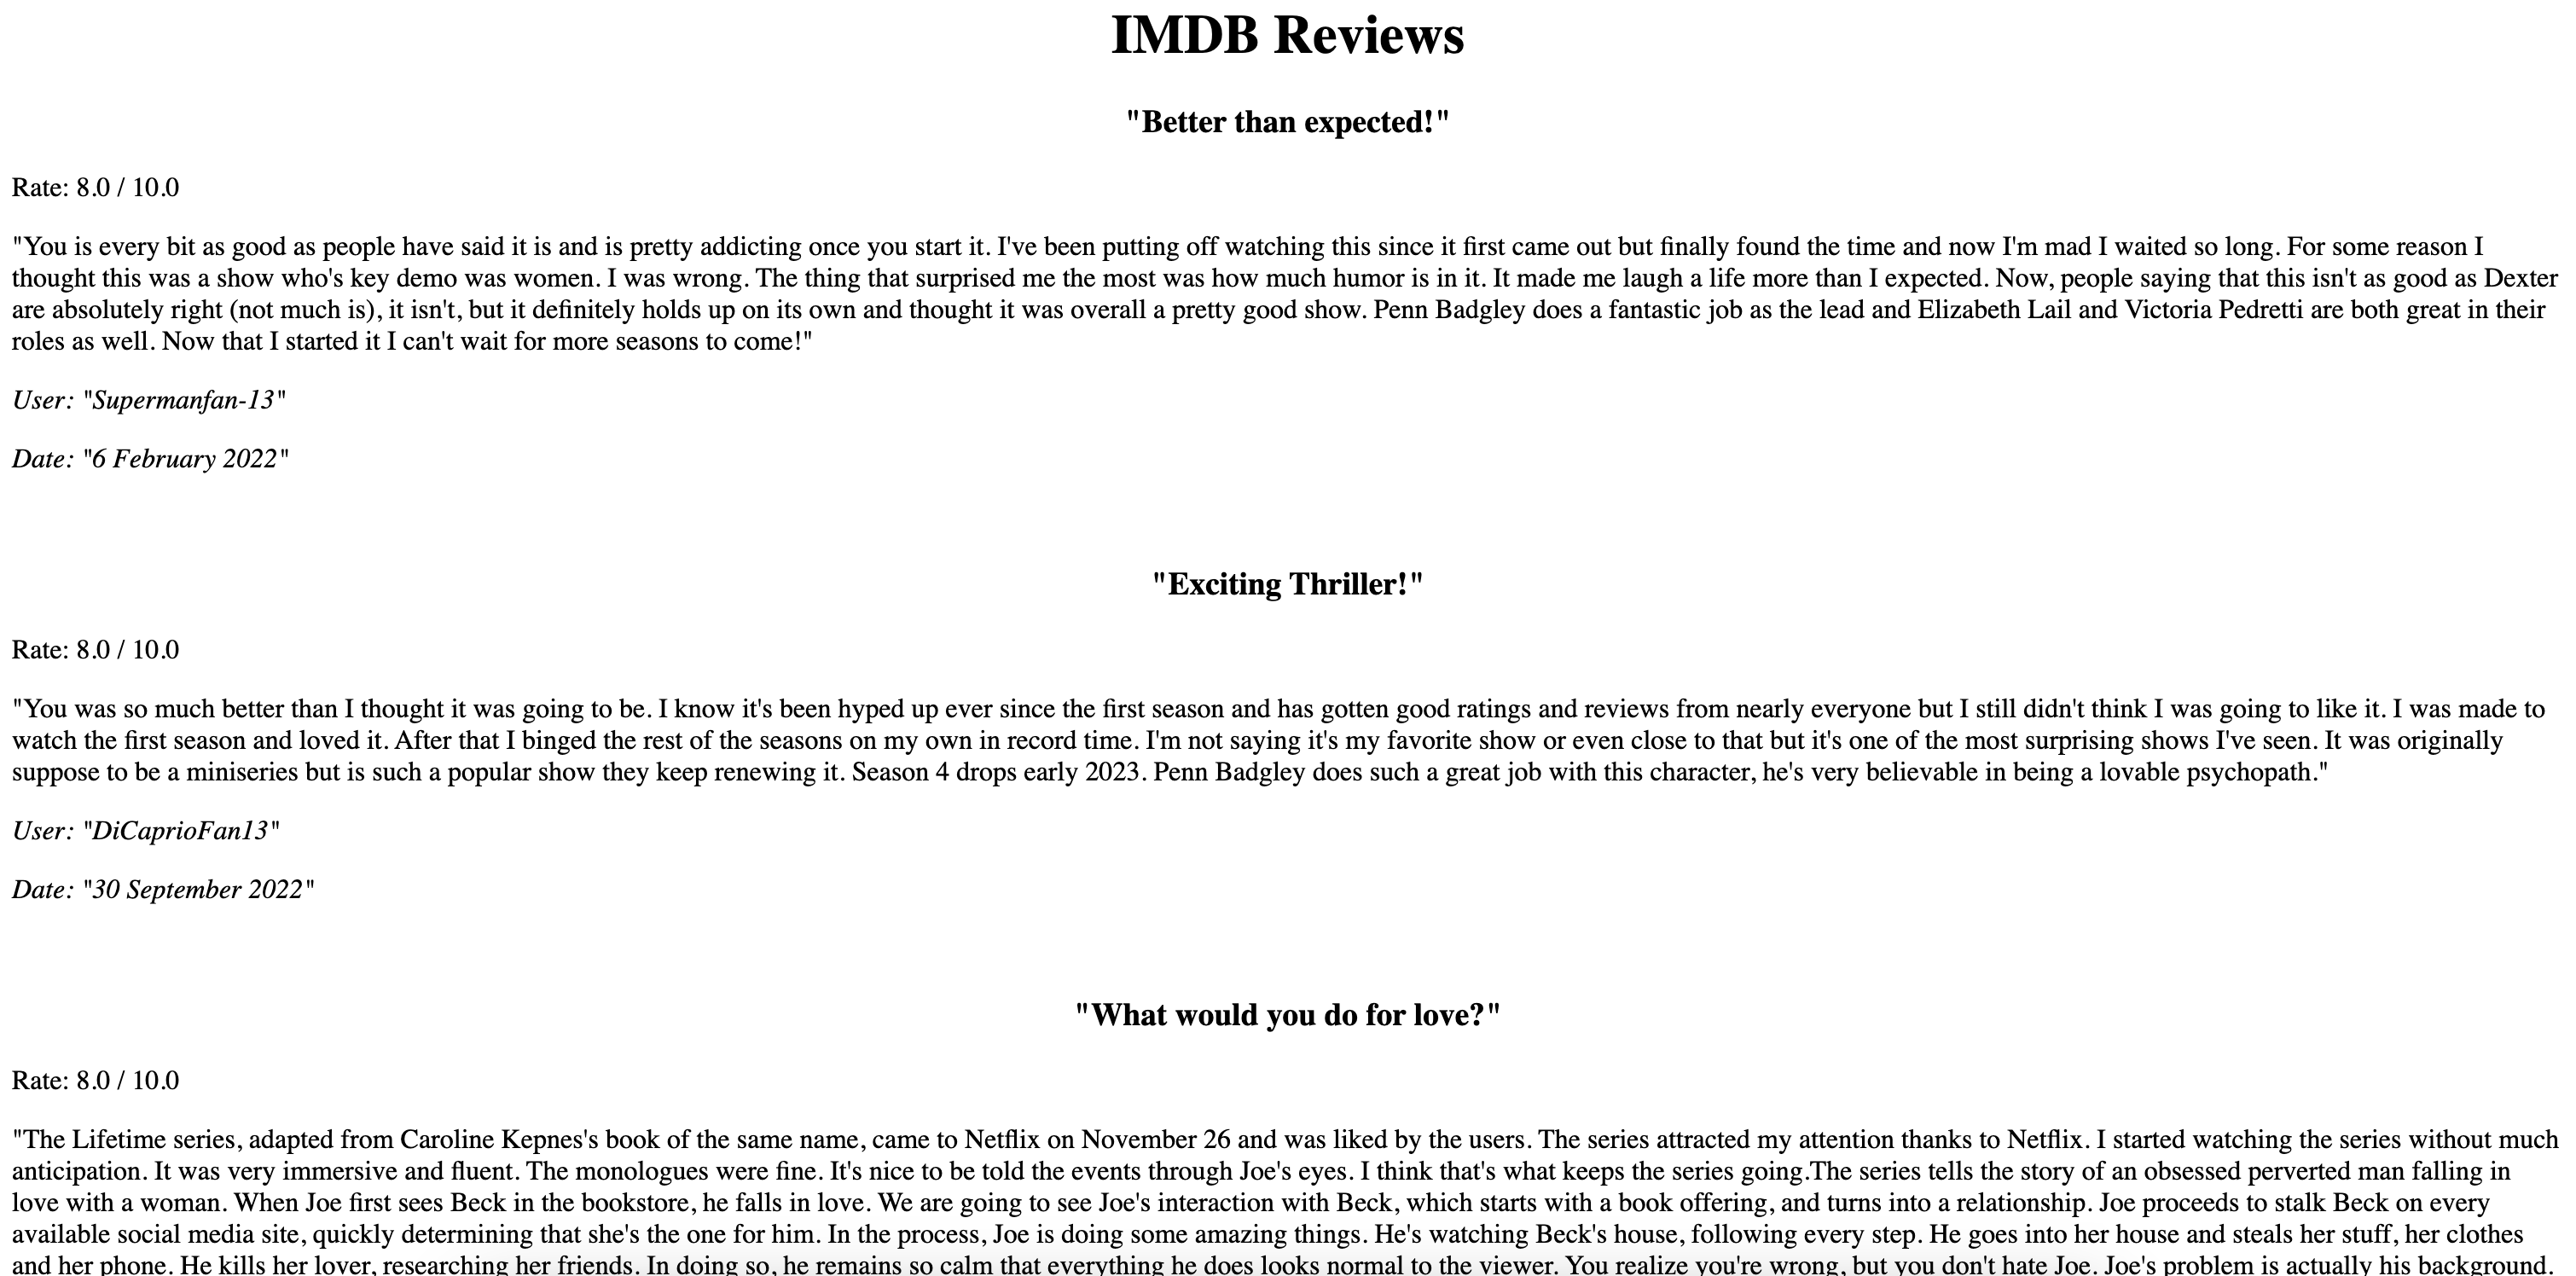 IMDB Reviews
"Better than expected!"
Rate: 8.0 / 10.0
"You is every bit as good as people have said it is and is pretty addicting once you start it. I've been putting off watching this since it first came out but finally found the time and now I'm mad I waited so long. For some reason I
thought this was a show who's key demo was women. I was wrong. The thing that surprised me the most was how much humor is in it. It made me laugh a life more than I expected. Now, people saying that this isn't as good as Dexter
are absolutely right (not much is), it isn't, but it definitely holds up on its own and thought it was overall a pretty good show. Penn Badgley does a fantastic job as the lead and Elizabeth Lail and Victoria Pedretti are both great in their
roles as well. Now that I started it I can't wait for more seasons to come!"
User: "Supermanfan-13"
Date: "6 February 2022"
"Exciting Thriller!"
Rate: 8.0 / 10.0
"You was so much better than I thought it was going to be. I know it's been hyped up ever since the first season and has gotten good ratings and reviews from nearly everyone but I still didn't think I was going to like it. I was made to
watch the first season and loved it. After that I binged the rest of the seasons on my own in record time. I'm not saying it's my favorite show or even close to that but it's one of the most surprising shows I've seen. It was originally
suppose to be a miniseries but is such a popular show they keep renewing it. Season 4 drops early 2023. Penn Badgley does such a great job with this character, he's very believable in being a lovable psychopath."
User: "DiCaprioFan13"
Date: "30 September 2022"
"What would you do for love?"
Rate: 8.0 / 10.0
"The Lifetime series, adapted from Caroline Kepnes's book of the same name, came to Netflix on November 26 and was liked by the users. The series attracted my attention thanks to Netflix. I started watching the series without much
anticipation. It was very immersive and fluent. The monologues were fine. It's nice to be told the events through Joe's eyes. I think that's what keeps the series going.The series tells the story of an obsessed perverted man falling in
love with a woman. When Joe first sees Beck in the bookstore, he falls in love. We are going to see Joe's interaction with Beck, which starts with a book offering, and turns into a relationship. Joe proceeds to stalk Beck on every
available social media site, quickly determining that she's the one for him. In the process, Joe is doing some amazing things. He's watching Beck's house, following every step. He goes into her house and steals her stuff, her clothes
and her phone. He kills her lover, researching her friends. In doing so, he remains so calm that everything he does looks normal to the viewer. You realize you're wrong, but you don't hate Joe. Joe's problem is actually his background.